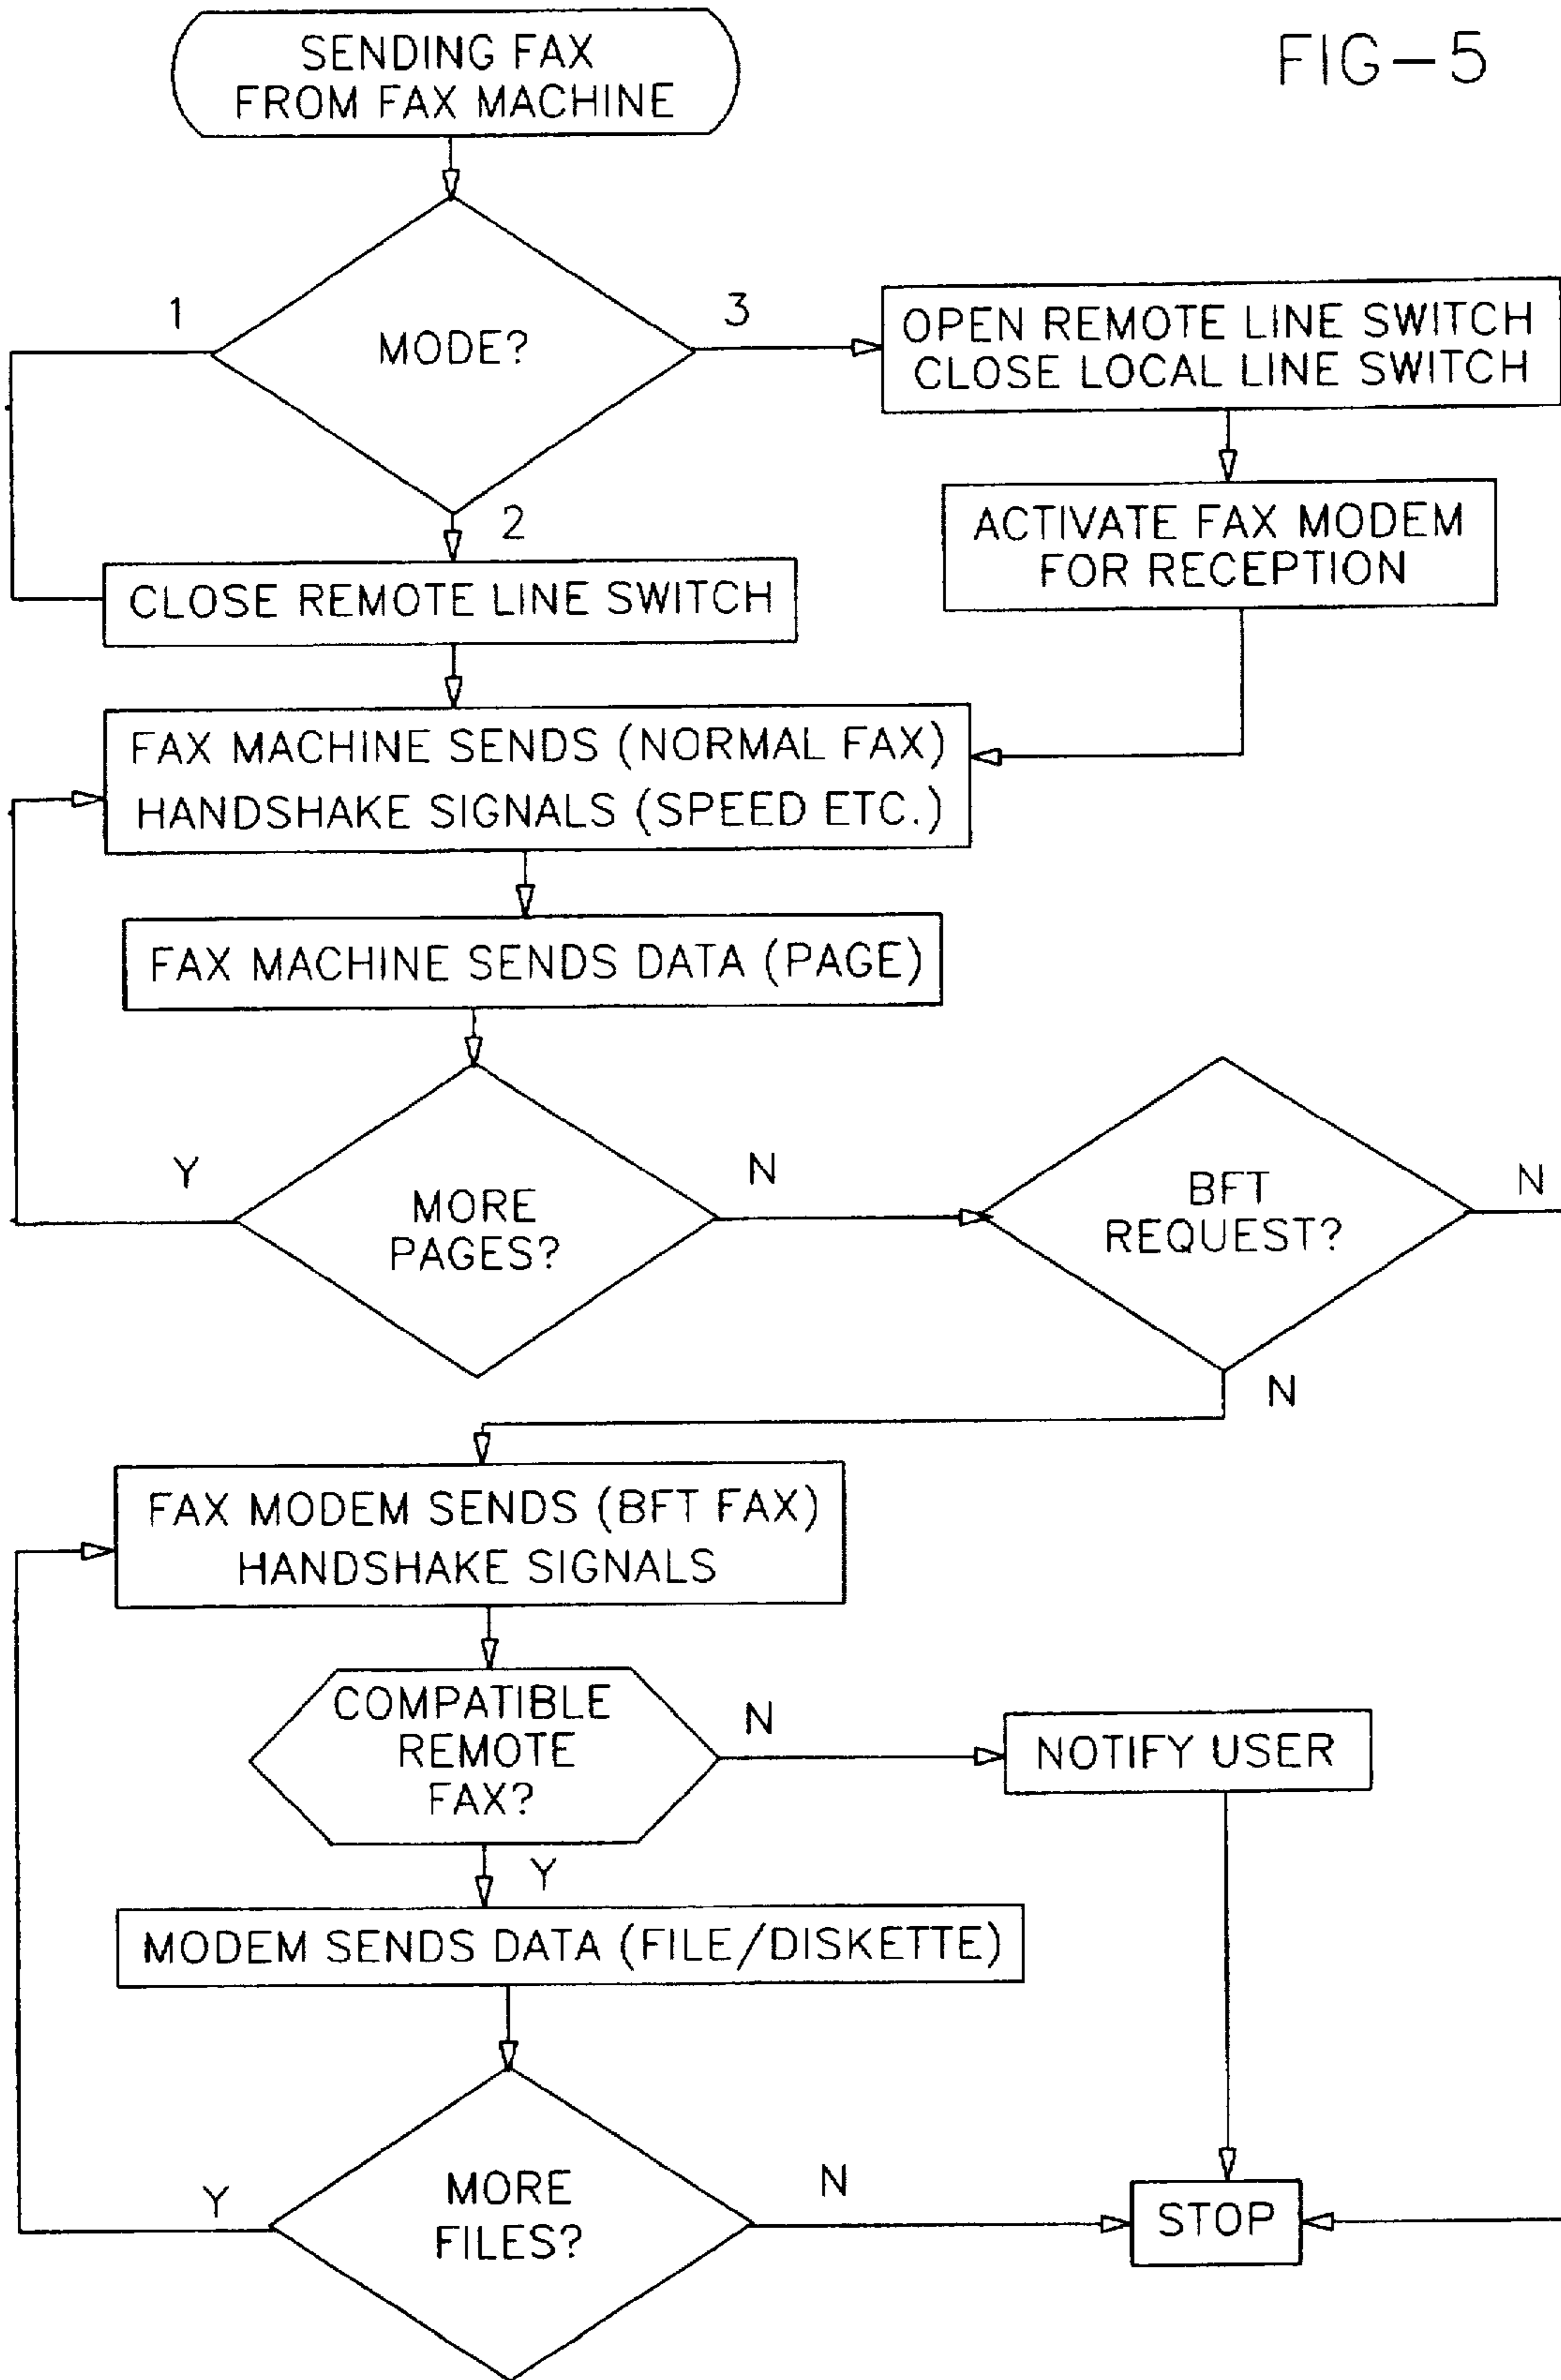 FIG-5
SENDING FAX
FROM FAX MACHINE
MODE?
1
3
2
OPEN REMOTE LINE SWITCH
CLOSE LOCAL LINE SWITCH
ACTIVATE FAX MODEM
FOR RECEPTION
CLOSE REMOTE LINE SWITCH
FAX MACHINE SENDS (NORMAL FAX)
HANDSHAKE SIGNALS (SPEED ETC.)
FAX MACHINE SENDS DATA (PAGE)
MORE
PAGES?
Y
N
BFT
REQUEST?
N
N
FAX MODEM SENDS (BFT FAX)
HANDSHAKE SIGNALS
COMPATIBLE
REMOTE
FAX?
N
NOTIFY USER
Y
MODEM SENDS DATA (FILE/DISKETTE)
MORE
FILES?
Y
N
STOP